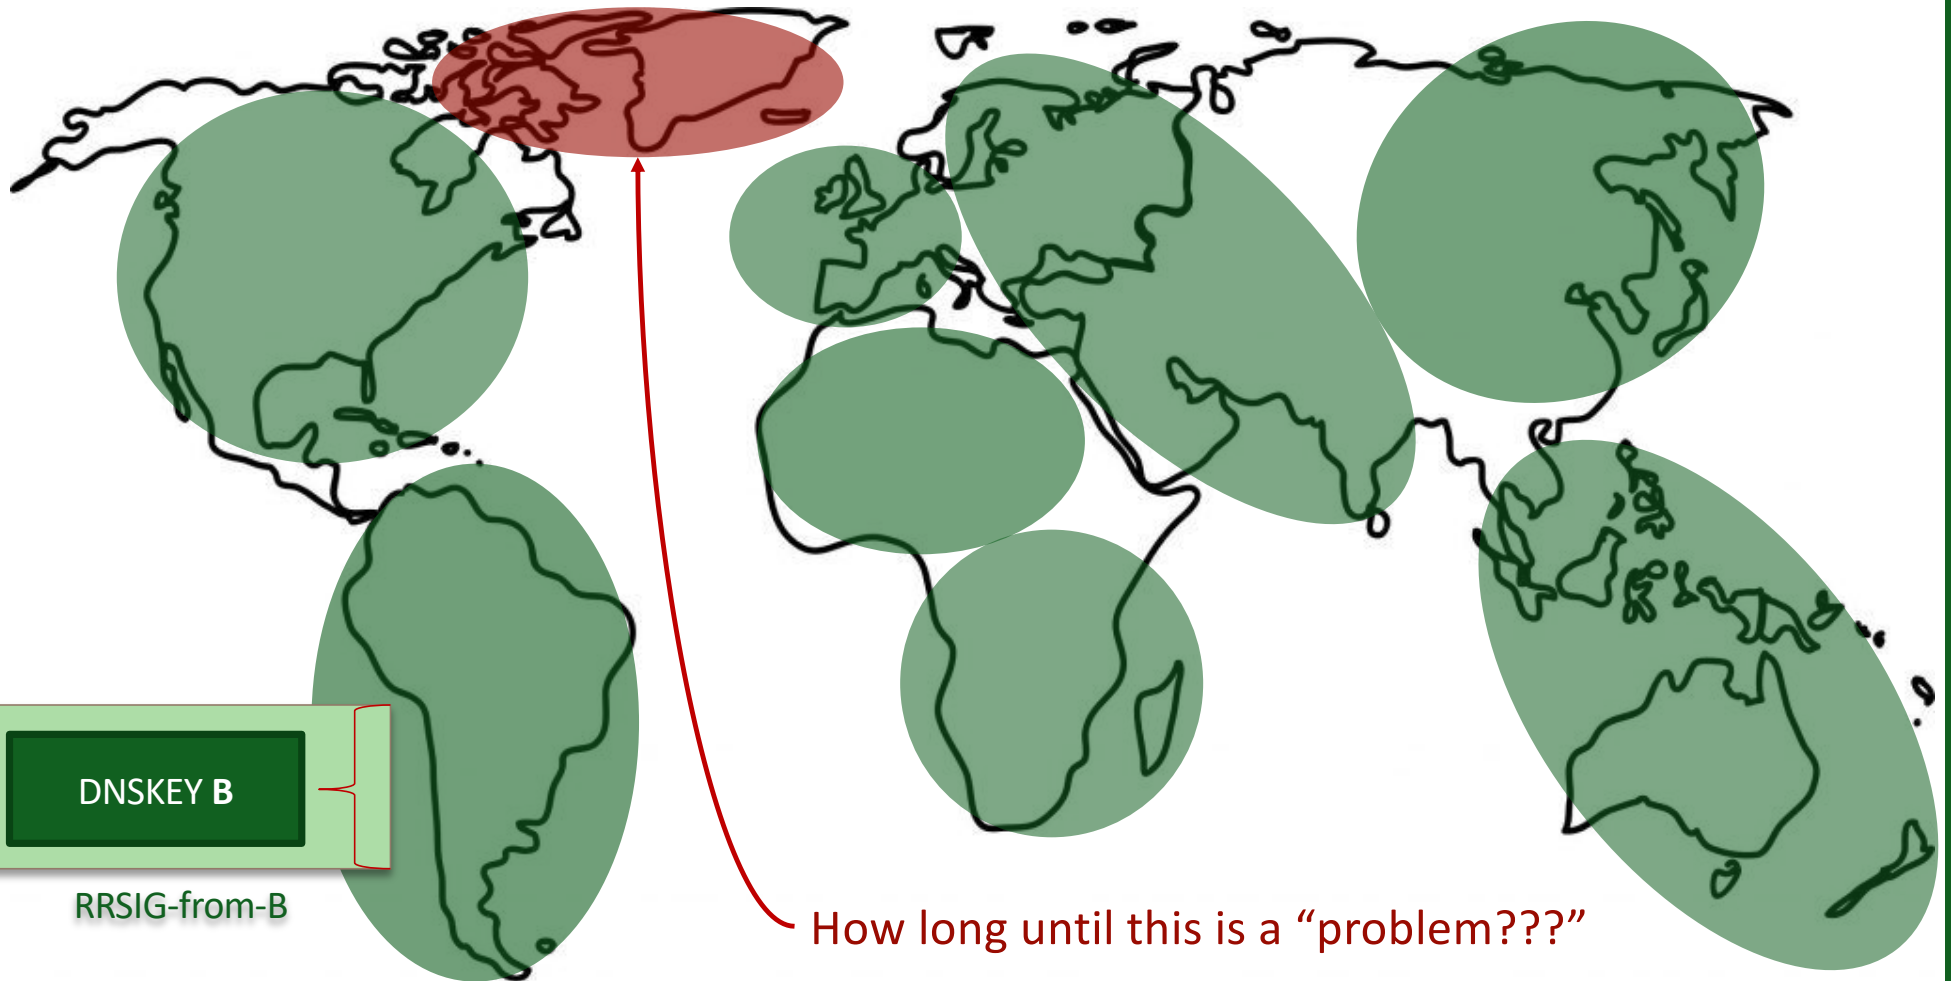 DNSKEY B
RRSIG-from-B
How long until this is a “problem???”